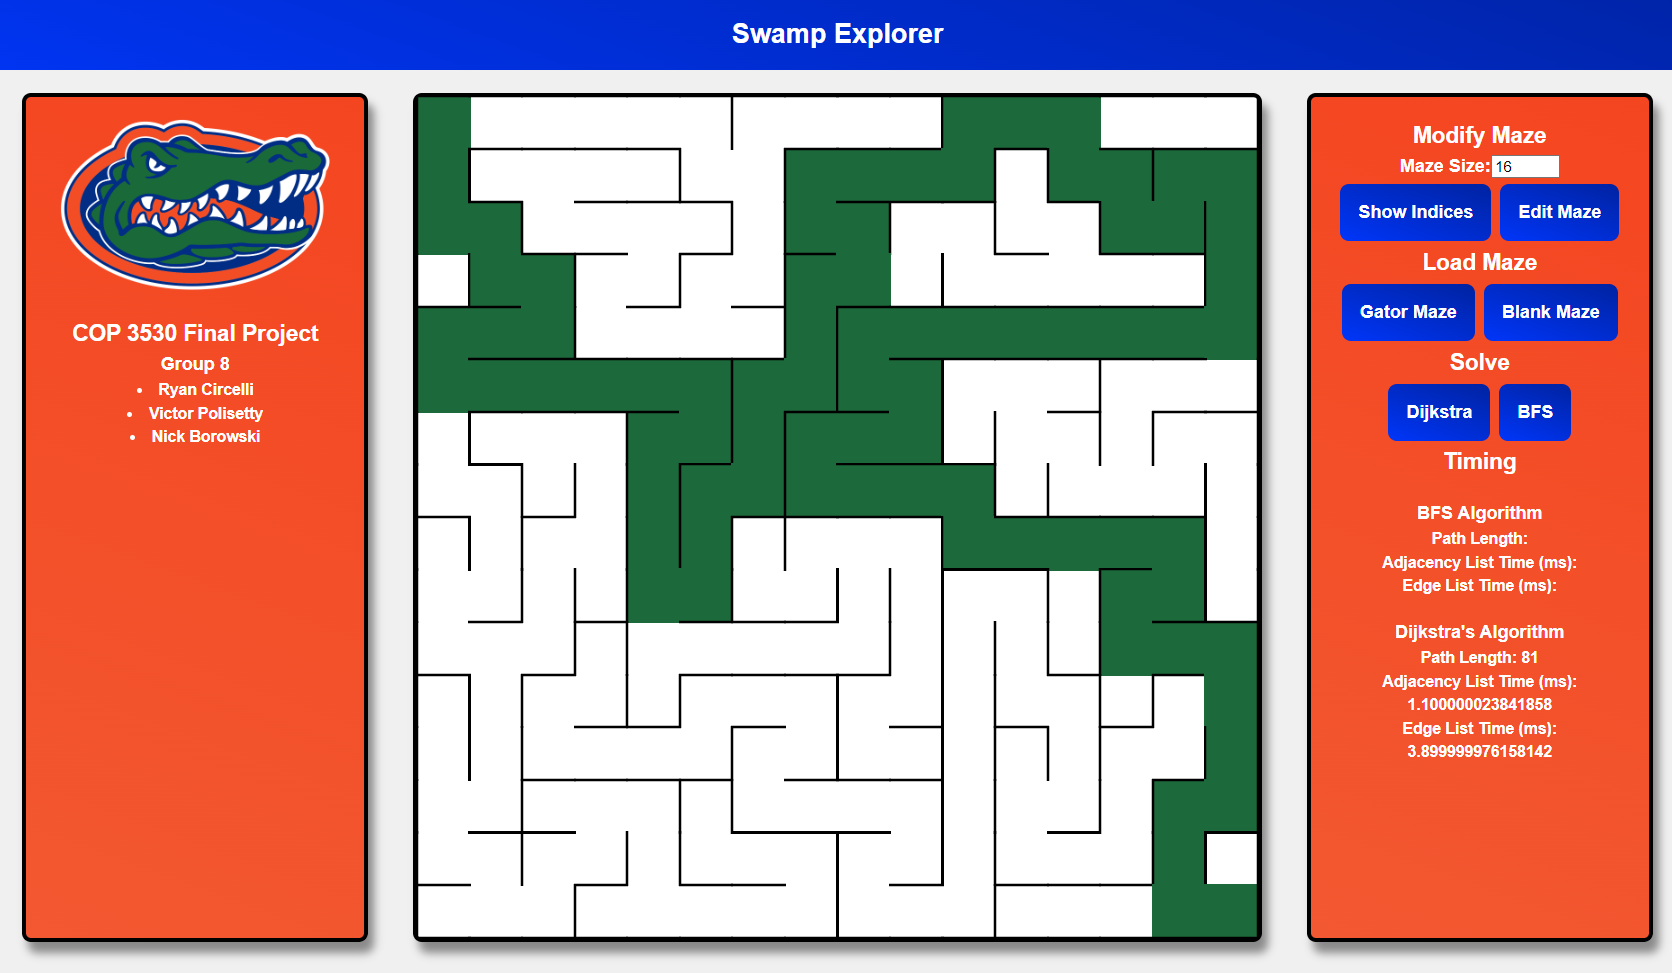 Swamp Explorer
COP 3530 Final Project
Group 8
• Ryan Circelli
• Victor Polisetty
• Nick Borowski
Modify Maze
Maze Size: 16
Show Indices
Edit Maze
Load Maze
Gator Maze
Blank Maze
Solve
Dijkstra
BFS
Timing
BFS Algorithm
Path Length:
Adjacency List Time (ms):
Edge List Time (ms):
Dijkstra's Algorithm
Path Length: 81
Adjacency List Time (ms):
1.100000023841858
Edge List Time (ms):
3.899999976158142